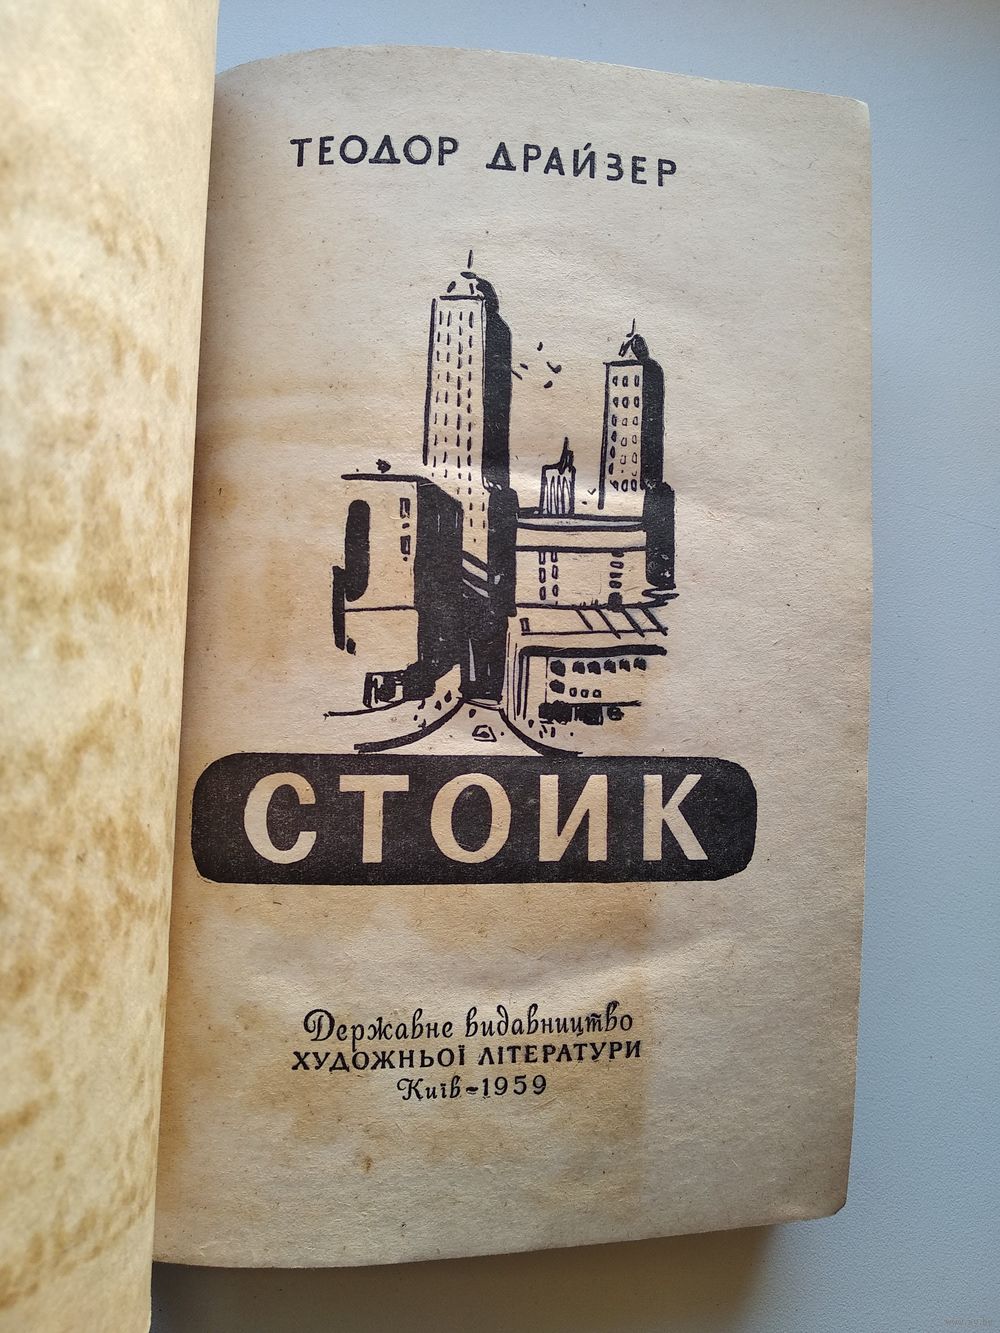 ТЕОДОР ДРАЙЗЕР
СТОИК
Державне видавництво
ХУДОЖНЬОЇ ЛІТЕРАТУРИ
Київ-1959